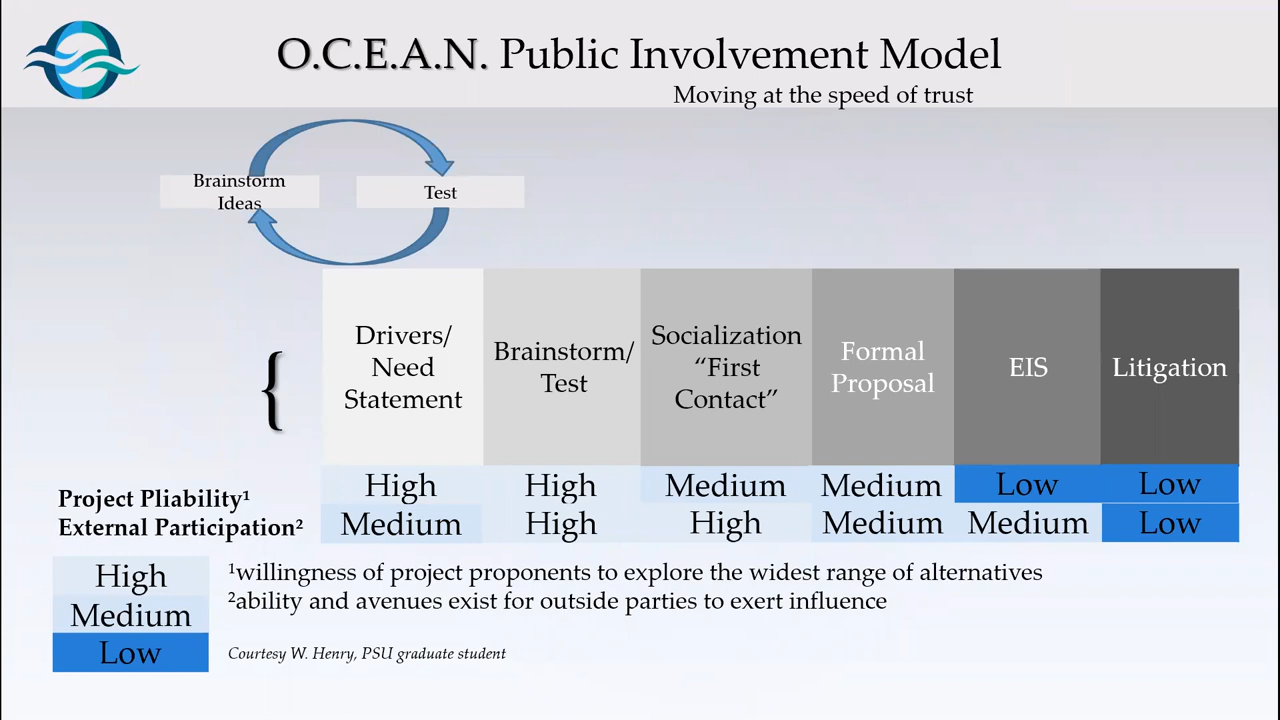 O.C.E.A.N. Public Involvement Model
Moving at the speed of trust
Brainstorm
Ideas
Test
{
Drivers/
Need
Statement
Brainstorm/
Test
Socialization
“First
Contact”
Formal
Proposal
EIS
Litigation
Project Pliability¹
High
High
Medium
Medium
Low
Low
External Participation²
Medium
High
High
Medium
Medium
Low
High
Medium
Low
¹willingness of project proponents to explore the widest range of alternatives
²ability and avenues exist for outside parties to exert influence
Courtesy W. Henry, PSU graduate student